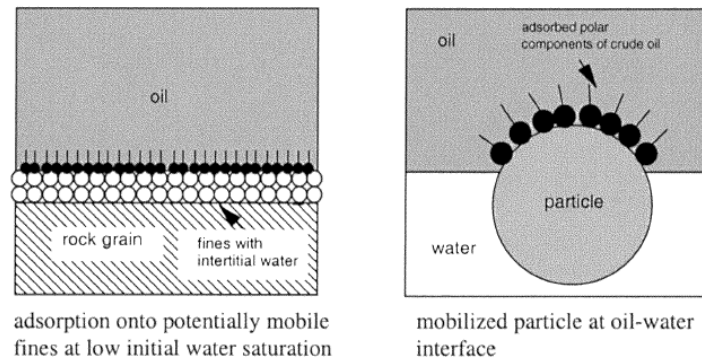 oil
rock grain
fines with
intertitial water
adsorption onto potentially mobile
fines at low initial water saturation
oil
adsorbed polar
components of crude oil
particle
water
mobilized particle at oil-water
interface